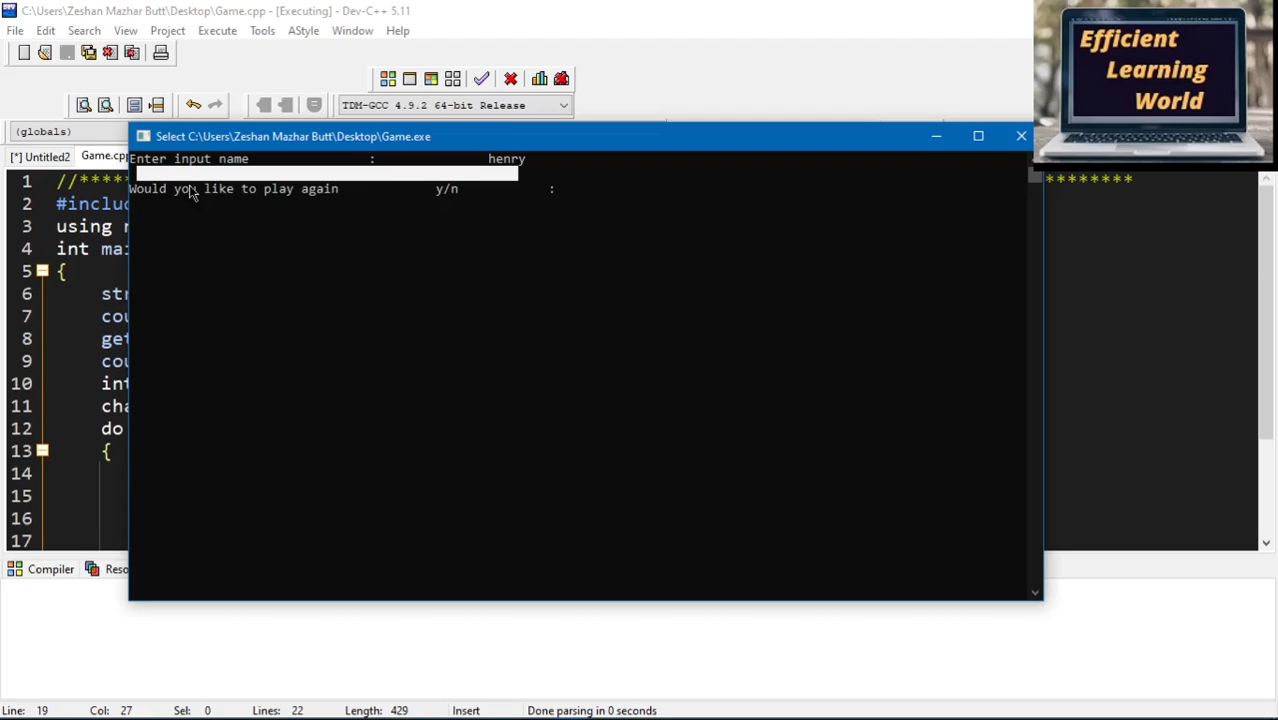 C:\Users\Zeshan Mazhar Butt\Desktop\Game.cpp - [Executing] - Dev-C++ 5.11
File Edit Search View Project Execute Tools AStyle Window Help
TDM-GCC 4.9.2 64-bit Release
(globals)
[*] Untitled2 Game.cpp
Efficient
Learning
World
Select C:\Users\Zeshan Mazhar Butt\Desktop\Game.exe
Enter input name : henry
Would you like to play again y/n :
1 //***** ********
2 #includ
3 using n
4 int mai
5 {
6 str
7 cou
8 get
9 cou
10 int
11 cha
12 do
13 {
14
15
16
17
Compiler Reso
Line: 19 Col: 27 Sel: 0 Lines: 22 Length: 429 Insert Done parsing in 0 seconds